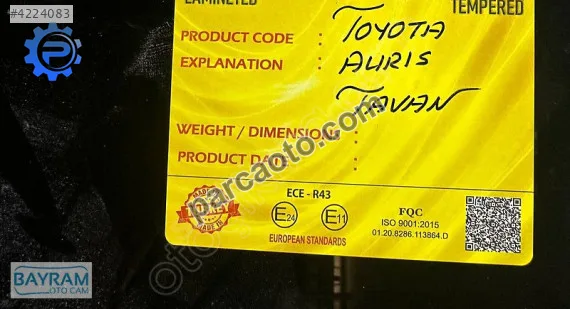 #4224083
LAMINETED
TEMPERED
PRODUCT CODE : TOYOTA
EXPLANATION : AURIS
TAVAN
WEIGHT / DIMENSIONS :
PRODUCT DATE :
parcaoto.com
ECE - R43
E24
E11
EUROPEAN STANDARDS
FQC
ISO 9001:2015
01.20.8286.113864.D
BAYRAM
OTO CAM